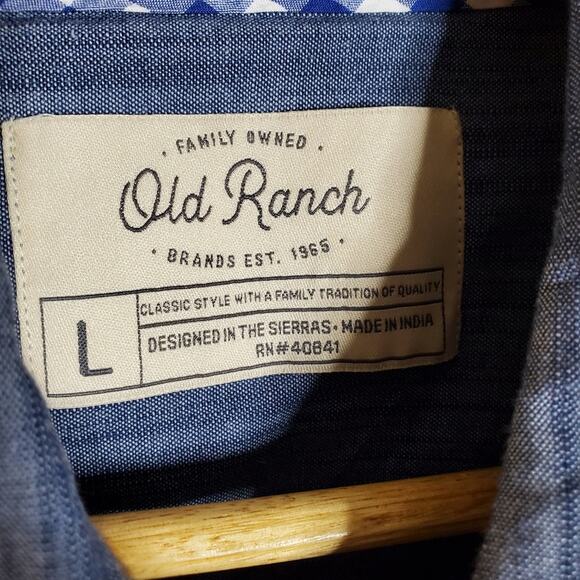 · FAMILY OWNED ·
Old Ranch
· BRANDS EST. 1965 ·
L
CLASSIC STYLE WITH A FAMILY TRADITION OF QUALITY
DESIGNED IN THE SIERRAS · MADE IN INDIA
RN#40841